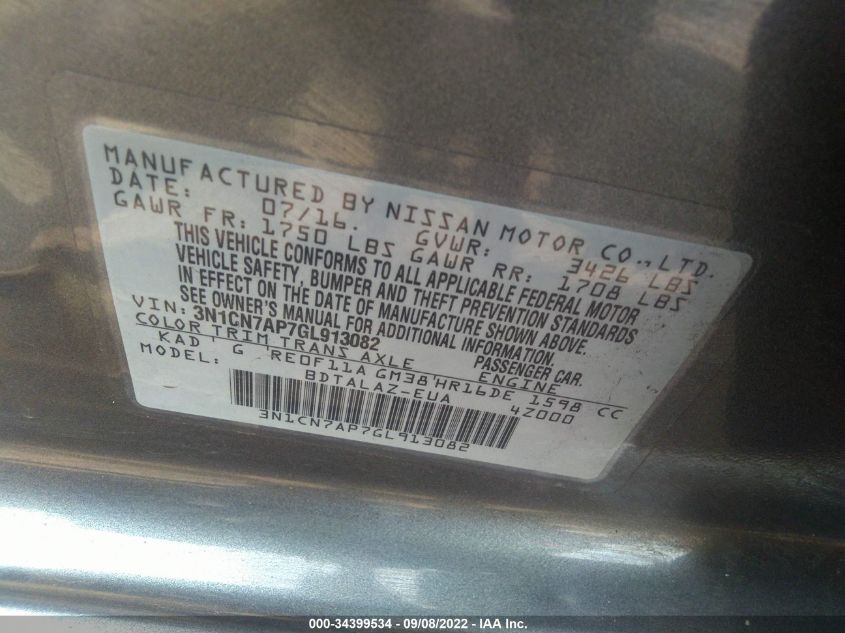 MANUFACTURED BY NISSAN MOTOR CO.,LTD.
DATE: 07/16. GVWR: 3426 LBS
GAWR FR: 1750 LBS GAWR RR: 1708 LBS
THIS VEHICLE CONFORMS TO ALL APPLICABLE FEDERAL MOTOR
VEHICLE SAFETY, BUMPER AND THEFT PREVENTION STANDARDS
IN EFFECT ON THE DATE OF MANUFACTURE SHOWN ABOVE.
SEE OWNER'S MANUAL FOR ADDITIONAL INFORMATION.
VIN: 3N1CN7AP7GL913082 PASSENGER CAR.
COLOR TRIM TRANS AXLE ENGINE
KAD ' G 'RE0F11A GM38'HR16DE 1598 CC
MODEL: BDTALAZ-EUA 4Z000
3N1CN7AP7GL913082
000-34399534 - 09/08/2022 - IAA Inc.